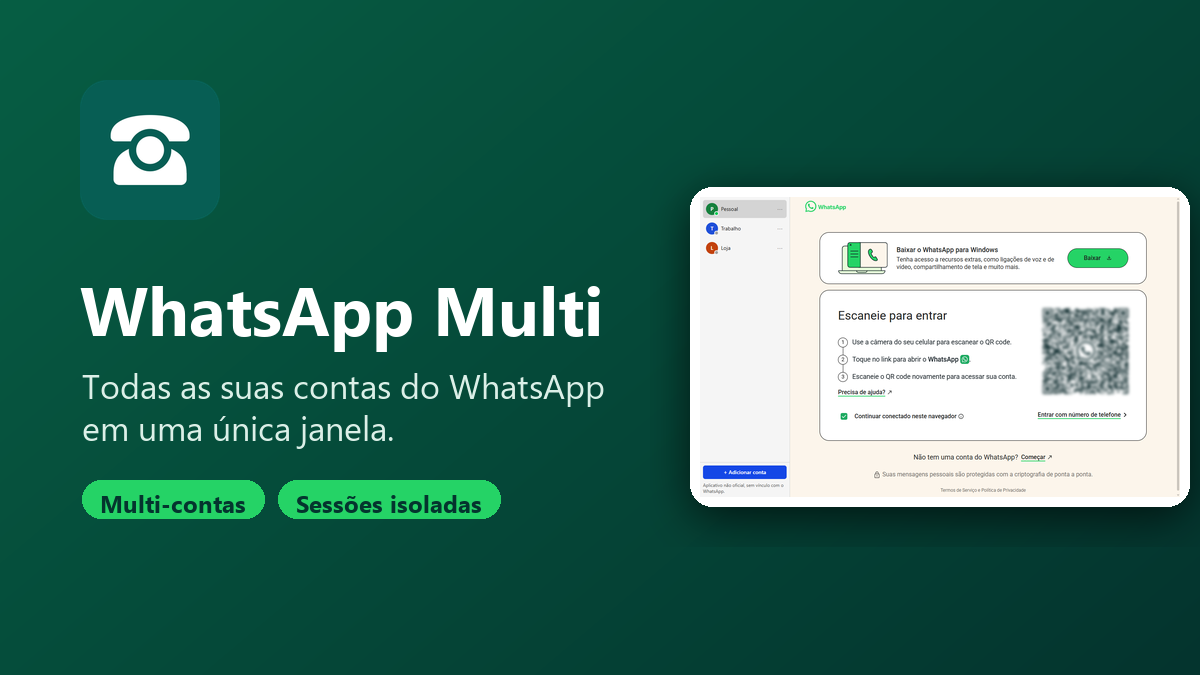 WhatsApp Multi
Todas as suas contas do WhatsApp
em uma única janela.
Multi-contas
Sessões isoladas
P Pessoal ...
T Trabalho ...
L Loja ...
+ Adicionar conta
Aplicativo não oficial, sem vínculo com o
WhatsApp.
WhatsApp
Baixar o WhatsApp para Windows
Tenha acesso a recursos extras, como ligações de voz e de
vídeo, compartilhamento de tela e muito mais.
Baixar
Escaneie para entrar
1 Use a câmera do seu celular para escanear o QR code.
2 Toque no link para abrir o WhatsApp
3 Escaneie o QR code novamente para acessar sua conta.
Precisa de ajuda? ↗
Continuar conectado neste navegador
Entrar com número de telefone >
Não tem uma conta do WhatsApp? Começar ↗
Suas mensagens pessoais são protegidas com a criptografia de ponta a ponta.
Termos de Serviço e Política de Privacidade